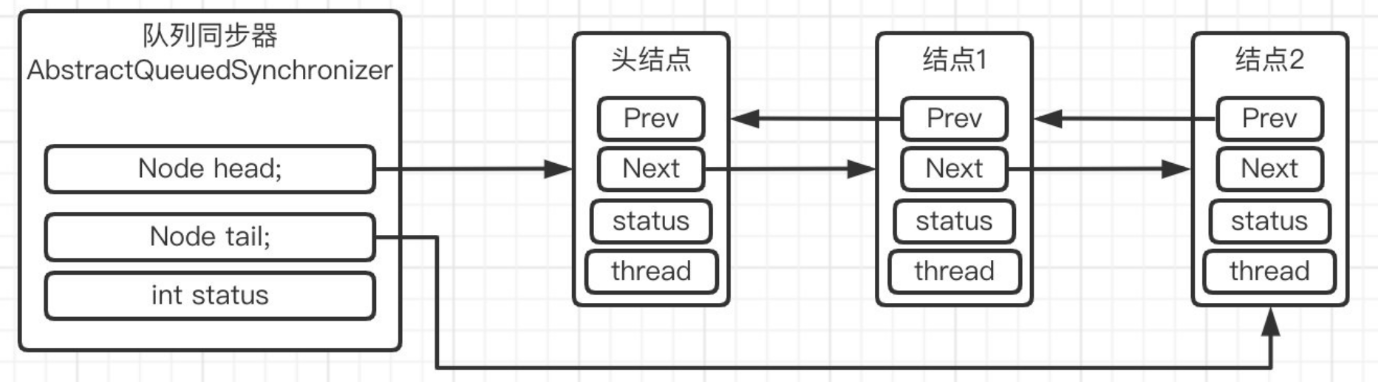 队列同步器
AbstractQueuedSynchronizer
Node head;
Node tail;
int status
头结点
Prev
Next
status
thread
结点1
Prev
Next
status
thread
结点2
Prev
Next
status
thread